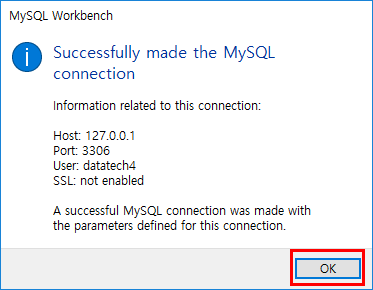 MySQL Workbench
Successfully made the MySQL
connection
Information related to this connection:
Host: 127.0.0.1
Port: 3306
User: datatech4
SSL: not enabled
A successful MySQL connection was made with
the parameters defined for this connection.
OK